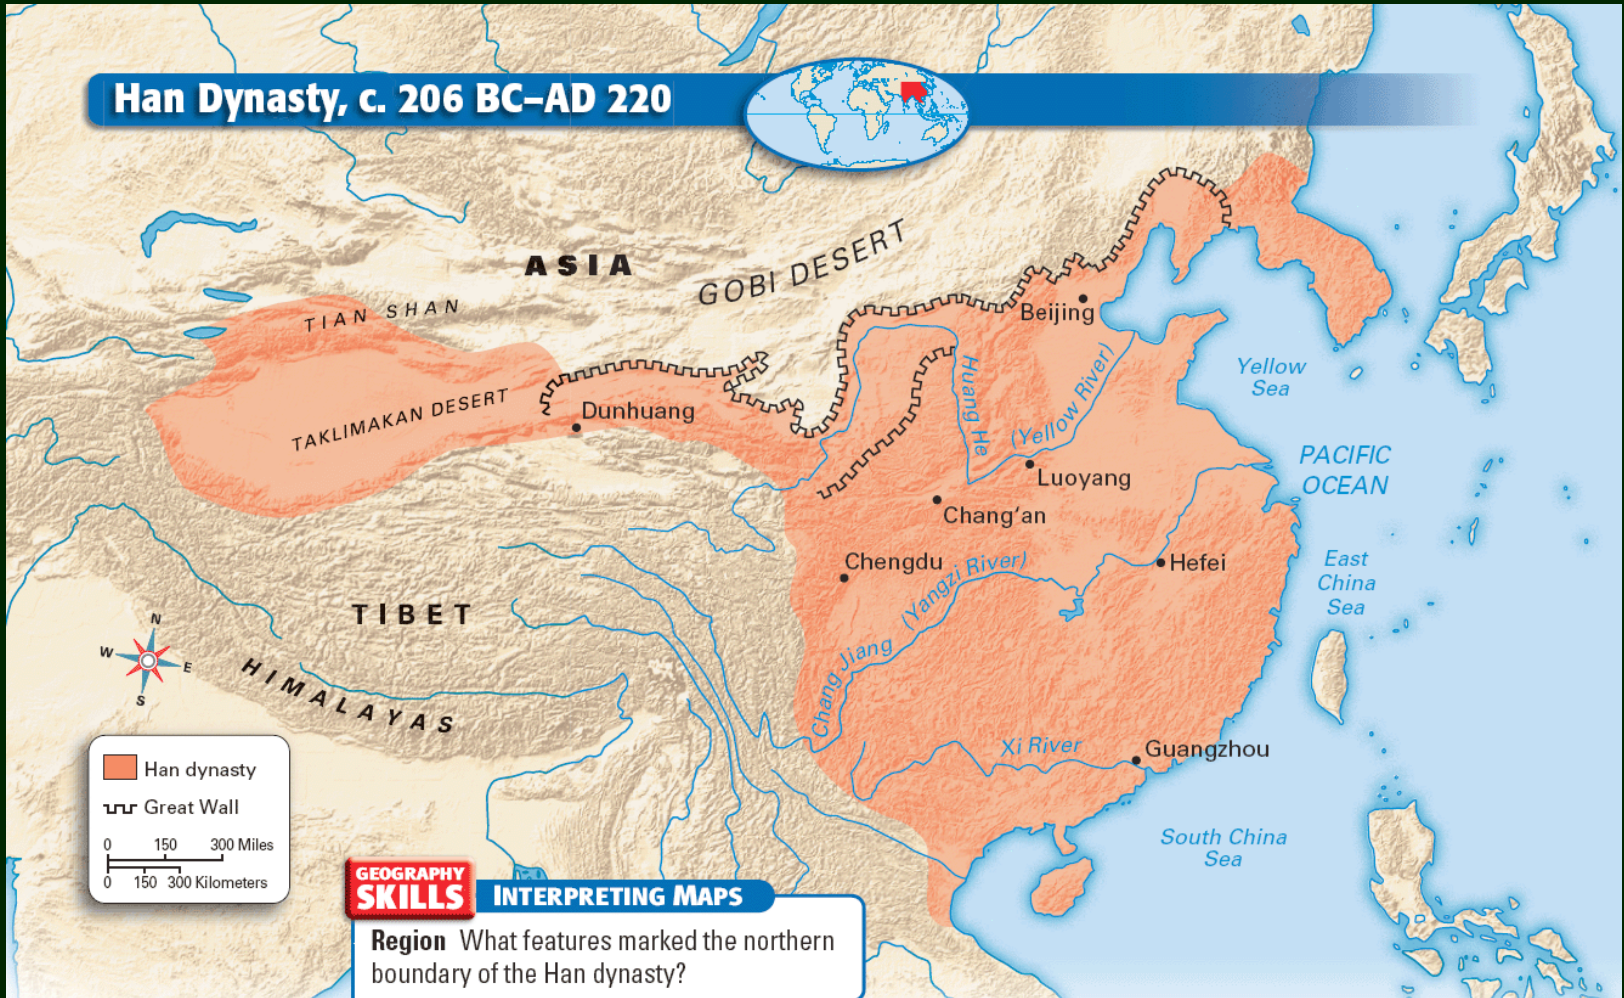 Han Dynasty, c. 206 BC–AD 220
ASIA
GOBI DESERT
TIAN SHAN
TAKLIMAKAN DESERT
Dunhuang
Beijing
Huang He
(Yellow River)
Yellow
Sea
PACIFIC
OCEAN
Luoyang
Chang'an
Chengdu
Chang Jiang
(Yangzi River)
Hefei
East
China
Sea
TIBET
HIMALAYAS
N
W
E
S
Xi River
Guangzhou
South China
Sea
Han dynasty
Great Wall
0 150 300 Miles
0 150 300 Kilometers
GEOGRAPHY
SKILLS
INTERPRETING MAPS
Region What features marked the northern
boundary of the Han dynasty?